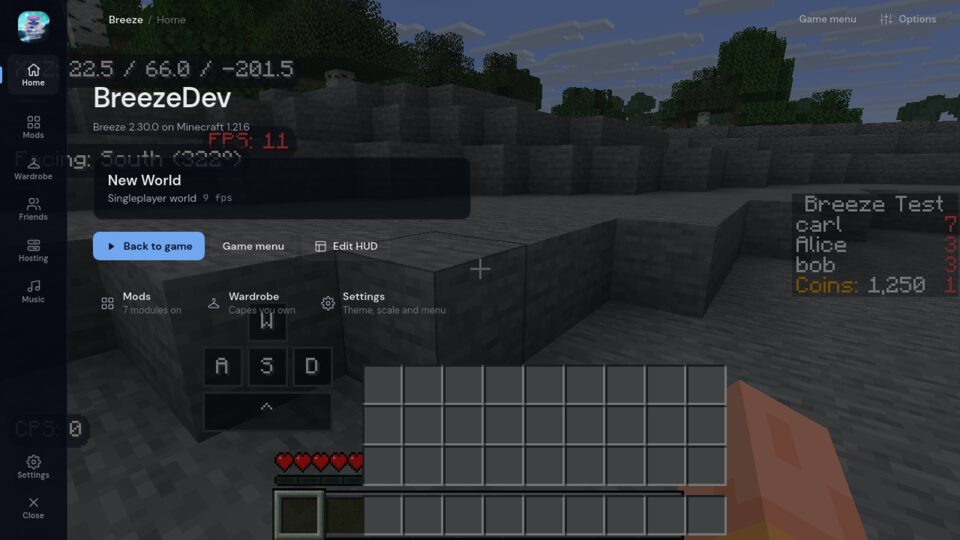 Breeze / Home
Game menu
Options
Home
22.5 / 66.0 / -201.5
BreezeDev
Breeze 2.30.0 on Minecraft 1.21.6
FPS: 11
Mods
Facing: South (322°)
Wardrobe
New World
Singleplayer world 9 fps
Friends
Breeze Test
carl 7
Alice 3
bob 3
Coins: 1,250 1
Hosting
Back to game
Game menu
Edit HUD
Music
Mods
7 modules on
Wardrobe
Capes you own
Settings
Theme, scale and menu
W
A S D
^
CPS: 0
Settings
Close